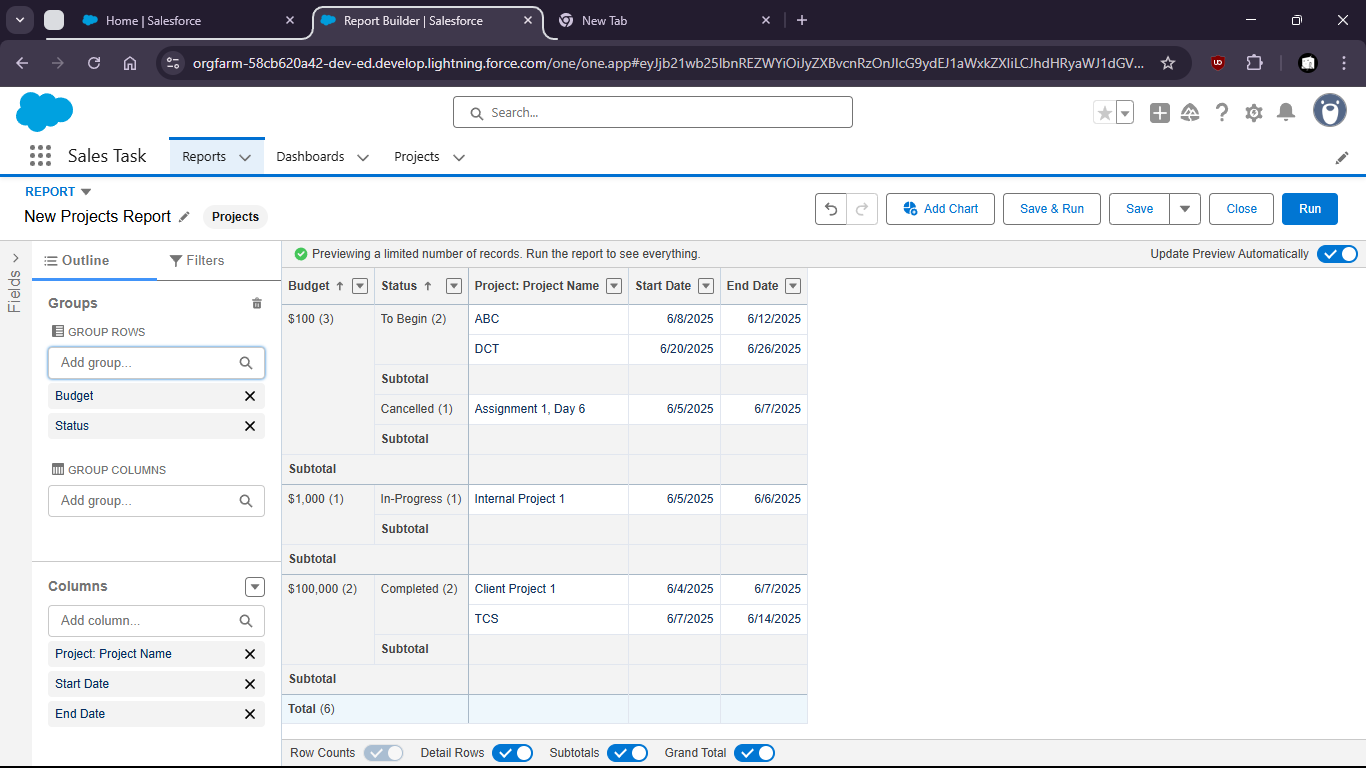 Home | Salesforce
Report Builder | Salesforce
New Tab
orgfarm-58cb620a42-dev-ed.develop.lightning.force.com/one/one.app#eyJjb21wb25lbnREZWYiOiJyZXBvcnRzOnJlcG9ydEJ1aWxkZXIiLCJhdHRyaWJ1dGV...
Search...
Sales Task
Reports
Dashboards
Projects
REPORT
New Projects Report
Projects
Add Chart
Save & Run
Save
Close
Run
Fields
Outline
Filters
Previewing a limited number of records. Run the report to see everything.
Update Preview Automatically
Groups
GROUP ROWS
Add group...
Budget
Status
GROUP COLUMNS
Add group...
Columns
Add column...
Project: Project Name
Start Date
End Date
Budget Status Project: Project Name Start Date End Date
$100 (3) To Begin (2) ABC 6/8/2025 6/12/2025
DCT 6/20/2025 6/26/2025
Subtotal
Cancelled (1) Assignment 1, Day 6 6/5/2025 6/7/2025
Subtotal
Subtotal
$1,000 (1) In-Progress (1) Internal Project 1 6/5/2025 6/6/2025
Subtotal
Subtotal
$100,000 (2) Completed (2) Client Project 1 6/4/2025 6/7/2025
TCS 6/7/2025 6/14/2025
Subtotal
Subtotal
Total (6)
Row Counts Detail Rows Subtotals Grand Total